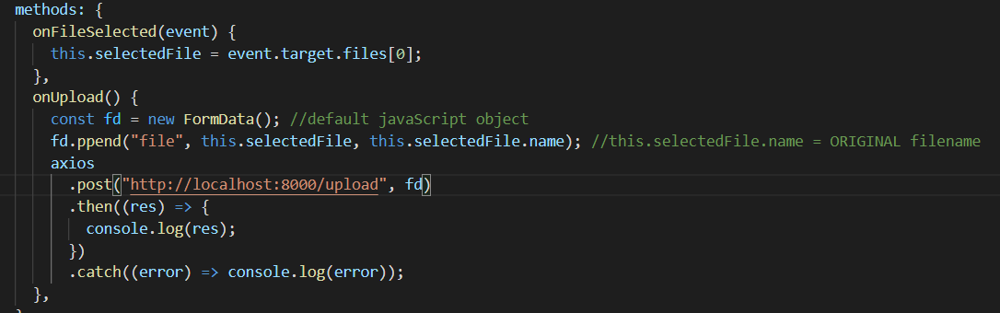 methods: {
onFileSelected(event) {
this.selectedFile = event.target.files[0];
},
onUpload() {
const fd = new FormData(); //default javaScript object
fd.ppend("file", this.selectedFile, this.selectedFile.name); //this.selectedFile.name = ORIGINAL filename
axios
.post("http://localhost:8000/upload", fd)
.then((res) => {
console.log(res);
})
.catch((error) => console.log(error));
},